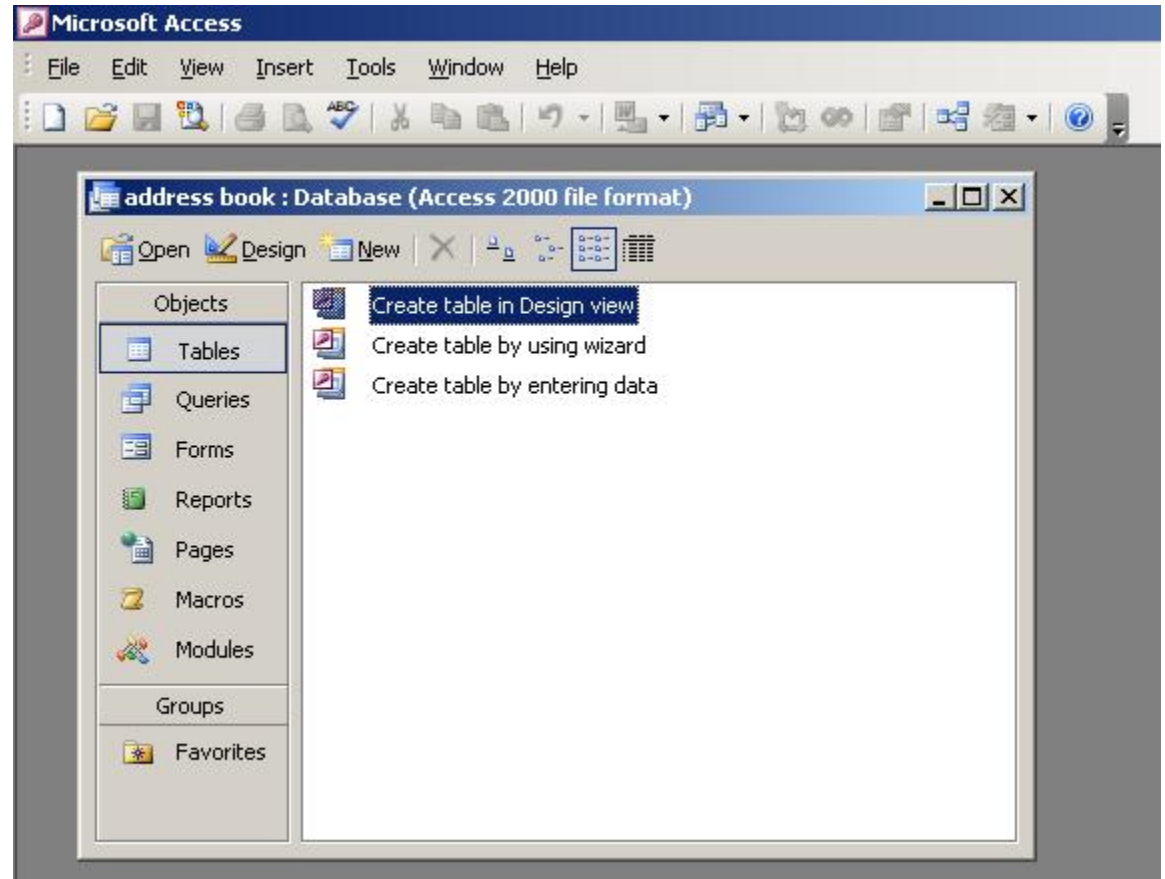 Microsoft Access
File Edit View Insert Tools Window Help
ABC
address book : Database (Access 2000 file format)
Open Design New
Objects
Tables
Queries
Forms
Reports
Pages
Macros
Modules
Groups
Favorites
Create table in Design view
Create table by using wizard
Create table by entering data